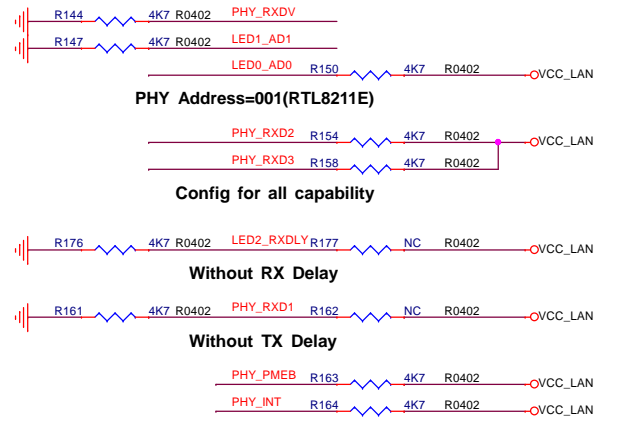 R144 4K7 R0402 PHY_RXDV
R147 4K7 R0402 LED1_AD1
LED0_AD0 R150 4K7 R0402 VCC_LAN
PHY Address=001(RTL8211E)
PHY_RXD2 R154 4K7 R0402 VCC_LAN
PHY_RXD3 R158 4K7 R0402
Config for all capability
R176 4K7 R0402 LED2_RXDLY R177 NC R0402 VCC_LAN
Without RX Delay
R161 4K7 R0402 PHY_RXD1 R162 NC R0402 VCC_LAN
Without TX Delay
PHY_PMEB R163 4K7 R0402 VCC_LAN
PHY_INT R164 4K7 R0402 VCC_LAN